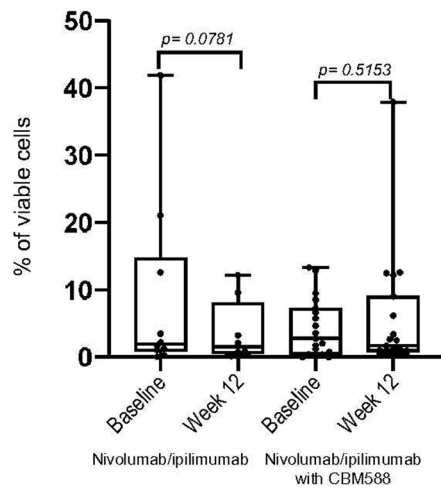 50
p= 0.0781
p= 0.5153
40
30
20
10
0
% of viable cells
Baseline
Week 12
Baseline
Week 12
Nivolumab/ipilimumab
Nivolumab/ipilimumab
with CBM588